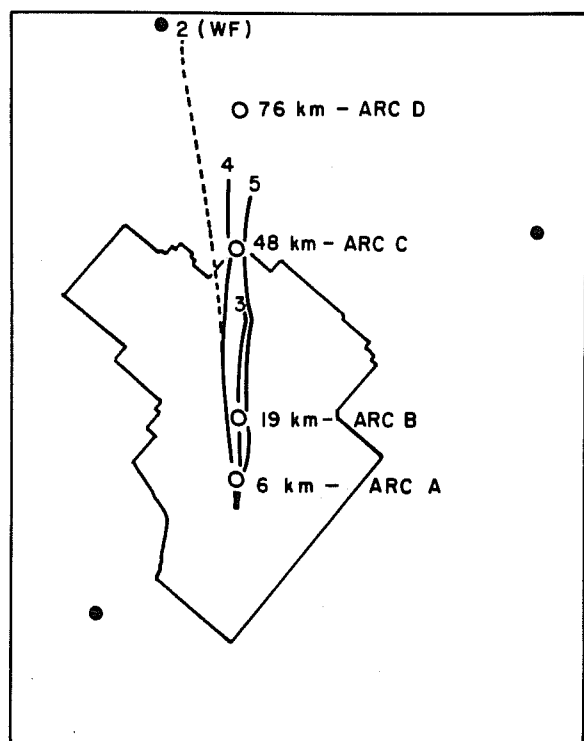 2 (WF)
76 km – ARC D
4
5
48 km – ARC C
3
19 km – ARC B
6 km – ARC A